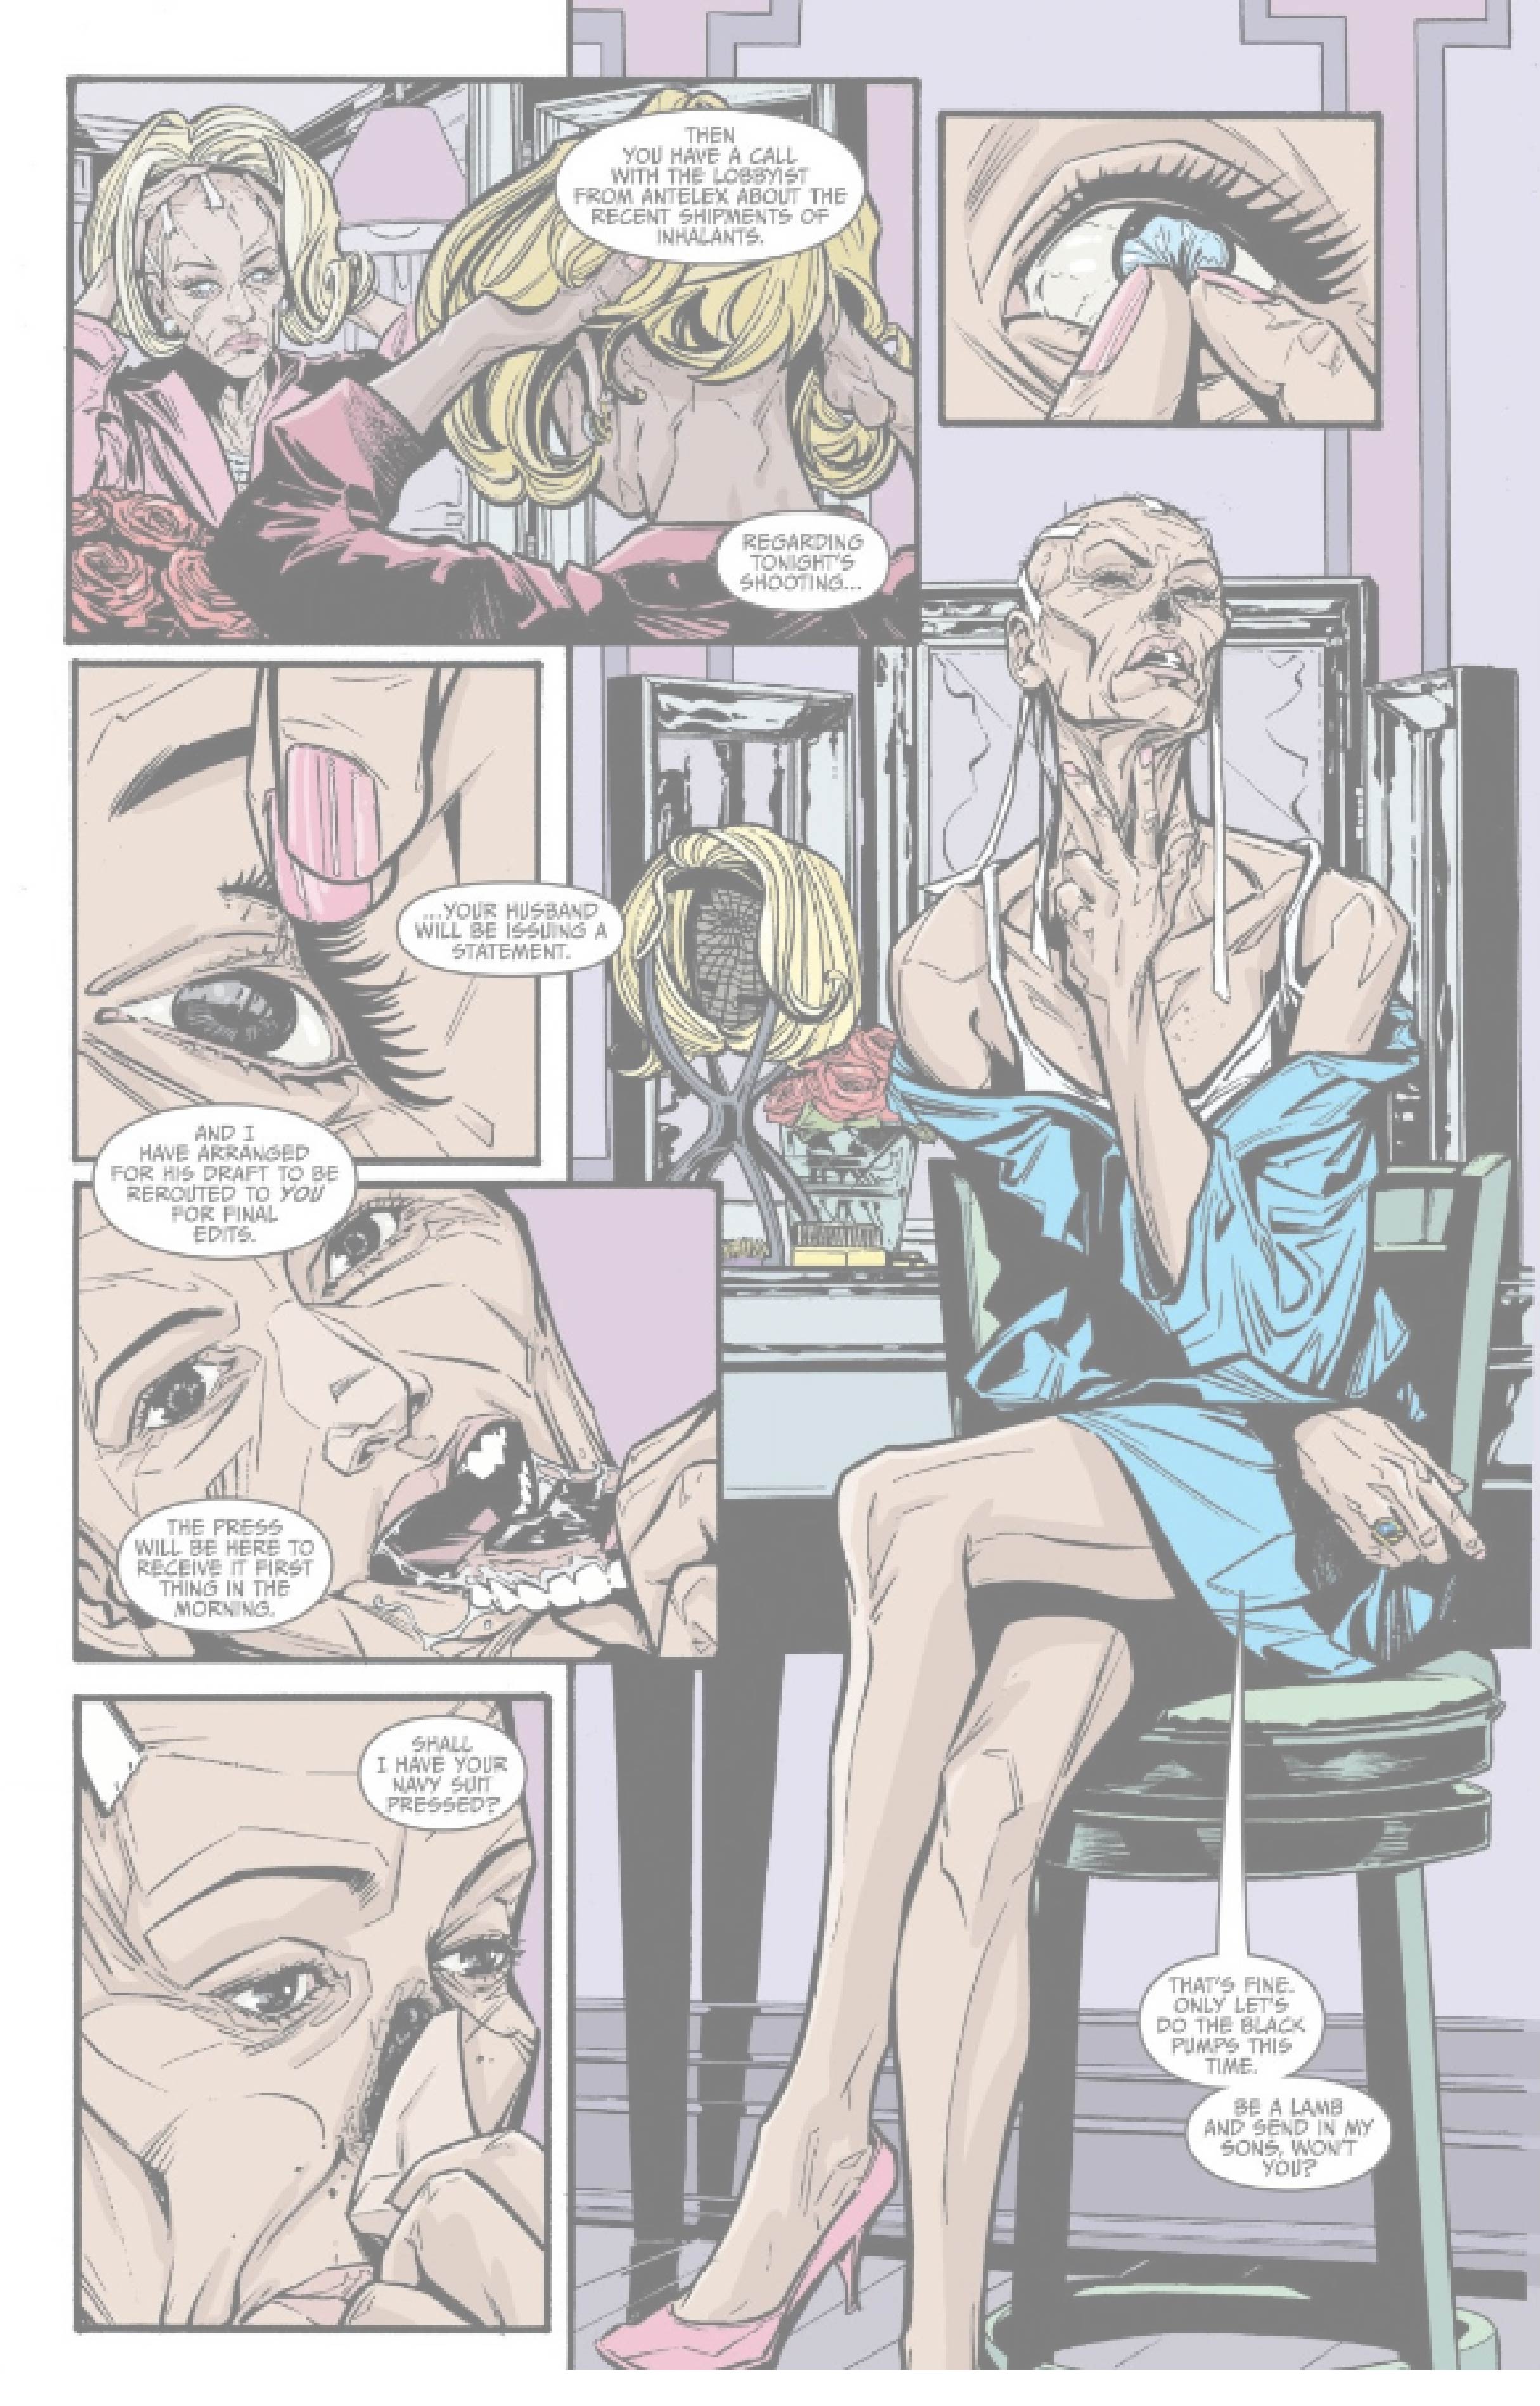 THEN
YOU HAVE A CALL
WITH THE LOBBYIST
FROM ANTELEX ABOUT THE
RECENT SHIPMENTS OF
INHALANTS.
REGARDING
TONIGHT'S
SHOOTING...
...YOUR HUSBAND
WILL BE ISSUING A
STATEMENT.
AND I
HAVE ARRANGED
FOR HIS DRAFT TO BE
REROUTED TO YOU
FOR FINAL
EDITS.
THE PRESS
WILL BE HERE TO
RECEIVE IT FIRST
THING IN THE
MORNING.
SHALL
I HAVE YOUR
NAVY SUIT
PRESSED?
THAT'S FINE.
ONLY LET'S
DO THE BLACK
PUMPS THIS
TIME.
BE A LAMB
AND SEND IN MY
SONS, WON'T
YOU?